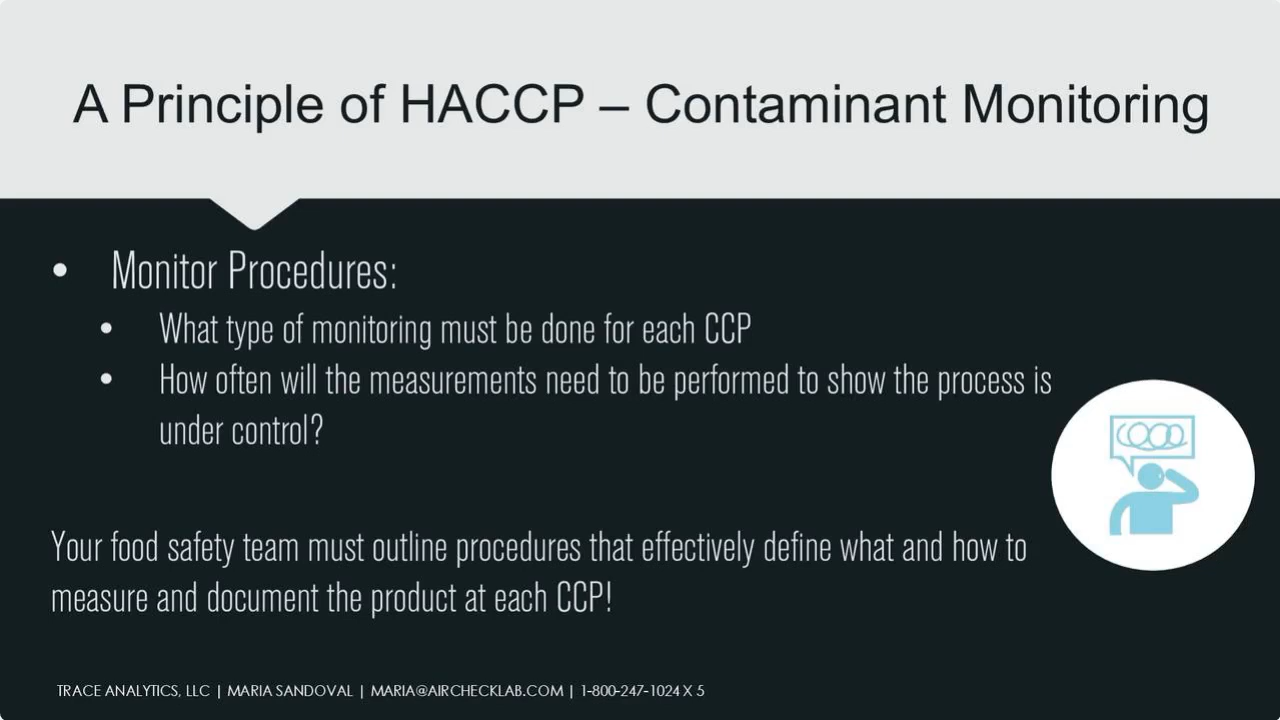 A Principle of HACCP – Contaminant Monitoring
• Monitor Procedures:
• What type of monitoring must be done for each CCP
• How often will the measurements need to be performed to show the process is
under control?
Your food safety team must outline procedures that effectively define what and how to
measure and document the product at each CCP!
TRACE ANALYTICS, LLC | MARIA SANDOVAL | MARIA@AIRCHECKLAB.COM | 1-800-247-1024 X 5